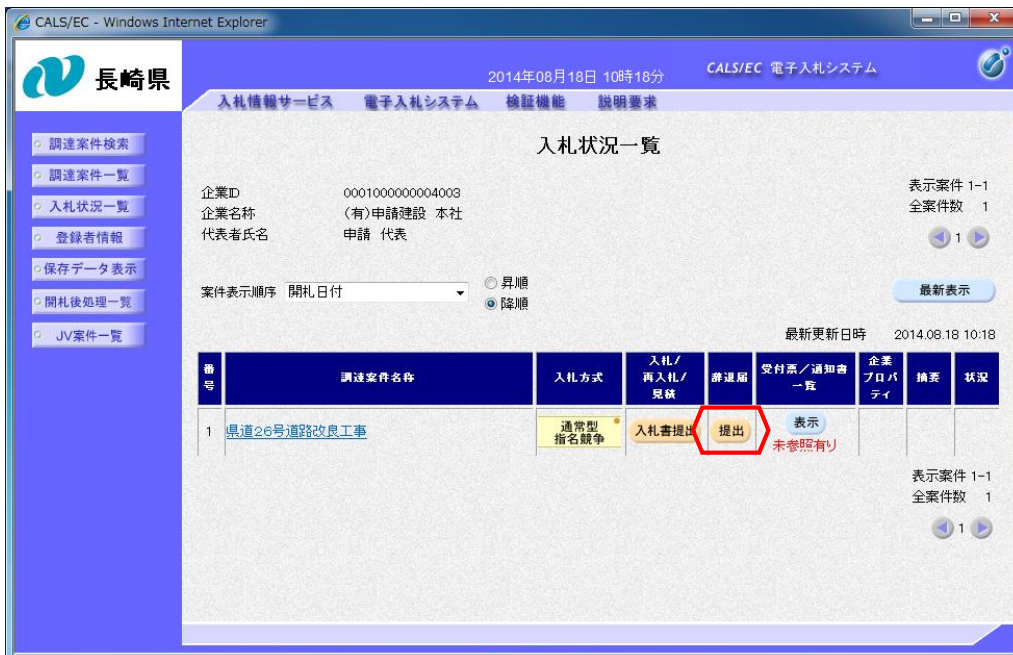 CALS/EC - Windows Internet Explorer
長崎県
2014年08月18日 10時18分
CALS/EC 電子入札システム
入札情報サービス 電子入札システム 検証機能 説明要求
調達案件検索
調達案件一覧
入札状況一覧
登録者情報
保存データ表示
開札後処理一覧
JV案件一覧
入札状況一覧
企業ID 0001000000004003
企業名称 (有)申請建設 本社
代表者氏名 申請 代表
表示案件 1-1
全案件数 1
1
案件表示順序 開札日付
昇順
降順
最新表示
最新更新日時 2014.08.18 10:18
番号 調達案件名称 入札方式 入札/再入札/見積 辞退届 受付票/通知書一覧 企業プロパティ 摘要 状況
1 県道26号道路改良工事 通常型指名競争 入札書提出 提出 表示
未参照有り
表示案件 1-1
全案件数 1
1